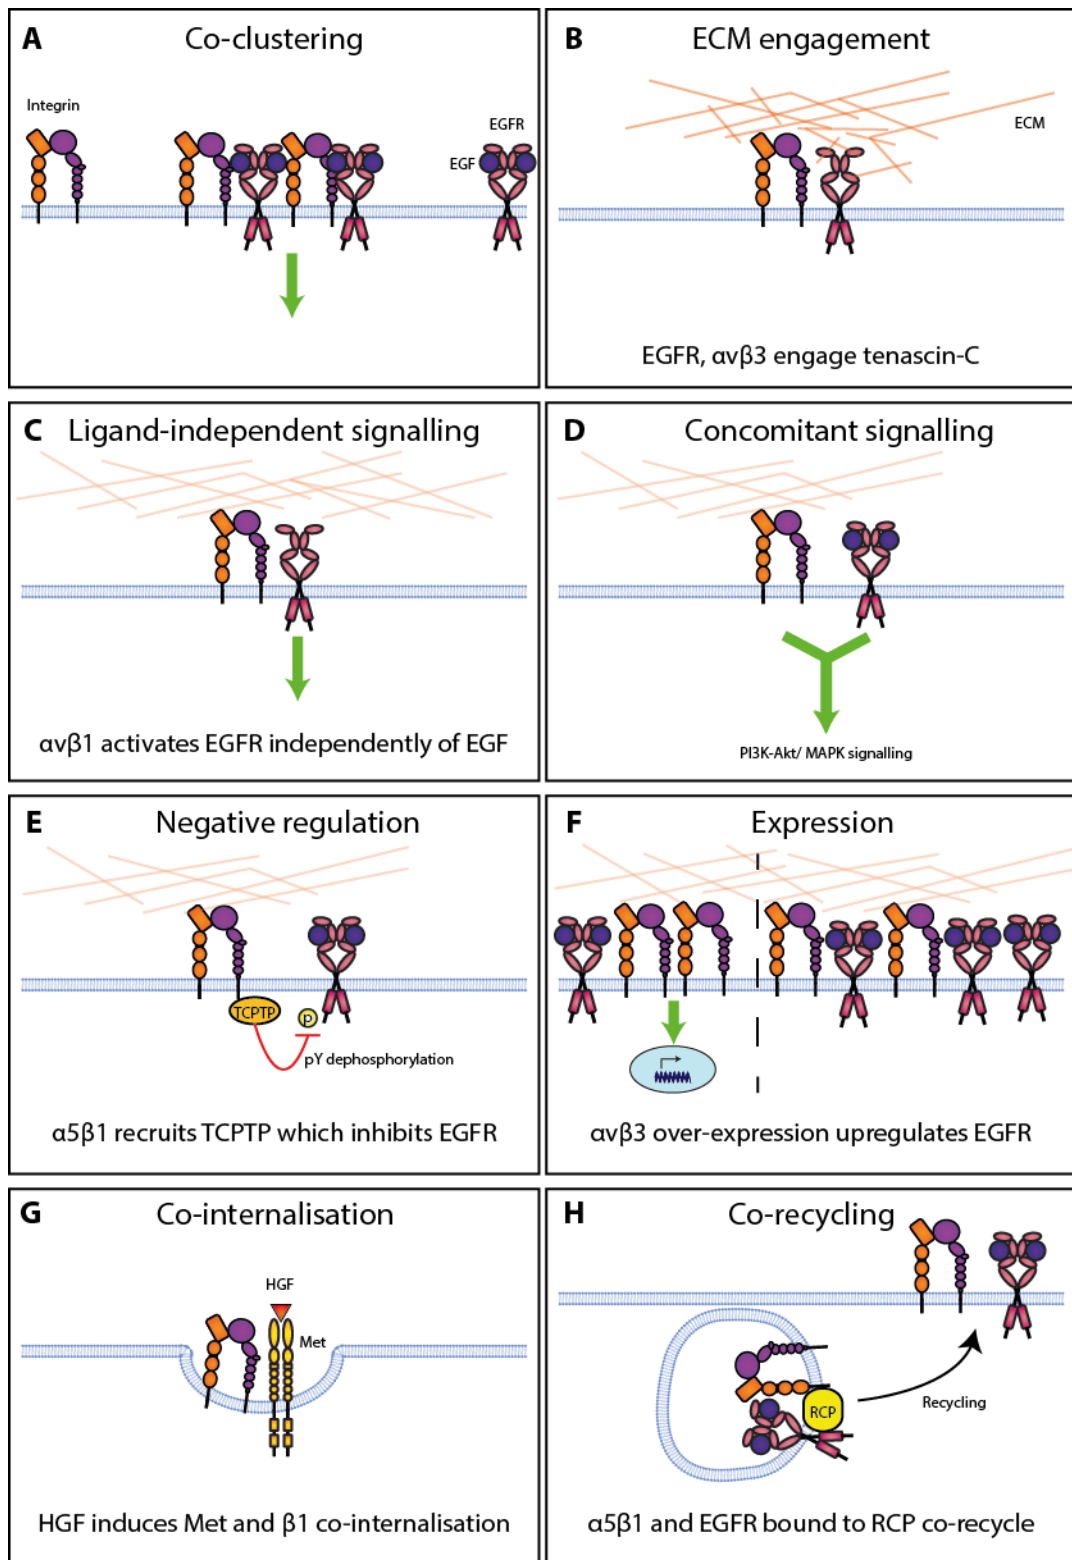 A Co-clustering
Integrin
EGFR
EGF
B ECM engagement
ECM
EGFR, αvβ3 engage tenascin-C
C Ligand-independent signalling
αvβ1 activates EGFR independently of EGF
D Concomitant signalling
PI3K-Akt/ MAPK signalling
E Negative regulation
TCPTP
p
pY dephosphorylation
α5β1 recruits TCPTP which inhibits EGFR
F Expression
αvβ3 over-expression upregulates EGFR
G Co-internalisation
HGF
Met
HGF induces Met and β1 co-internalisation
H Co-recycling
RCP
Recycling
α5β1 and EGFR bound to RCP co-recycle